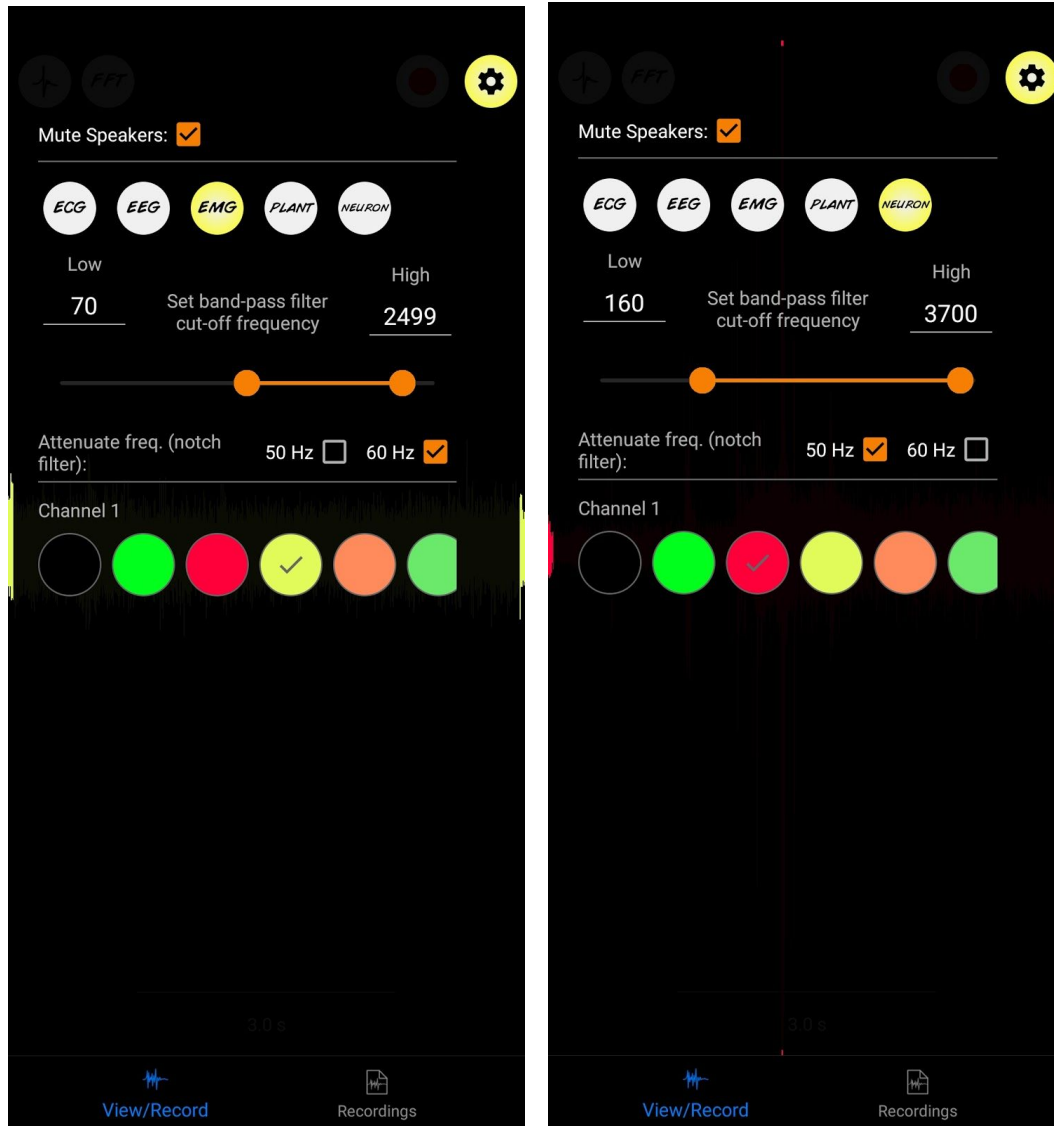 FFT
Mute Speakers:
ECG EEG EMG PLANT NEURON
Low
High
70
Set band-pass filter
cut-off frequency
2499
Attenuate freq. (notch
filter):
50 Hz 60 Hz
Channel 1
3.0 s
View/Record
Recordings
FFT
Mute Speakers:
ECG EEG EMG PLANT NEURON
Low
High
160
Set band-pass filter
cut-off frequency
3700
Attenuate freq. (notch
filter):
50 Hz 60 Hz
Channel 1
3.0 s
View/Record
Recordings